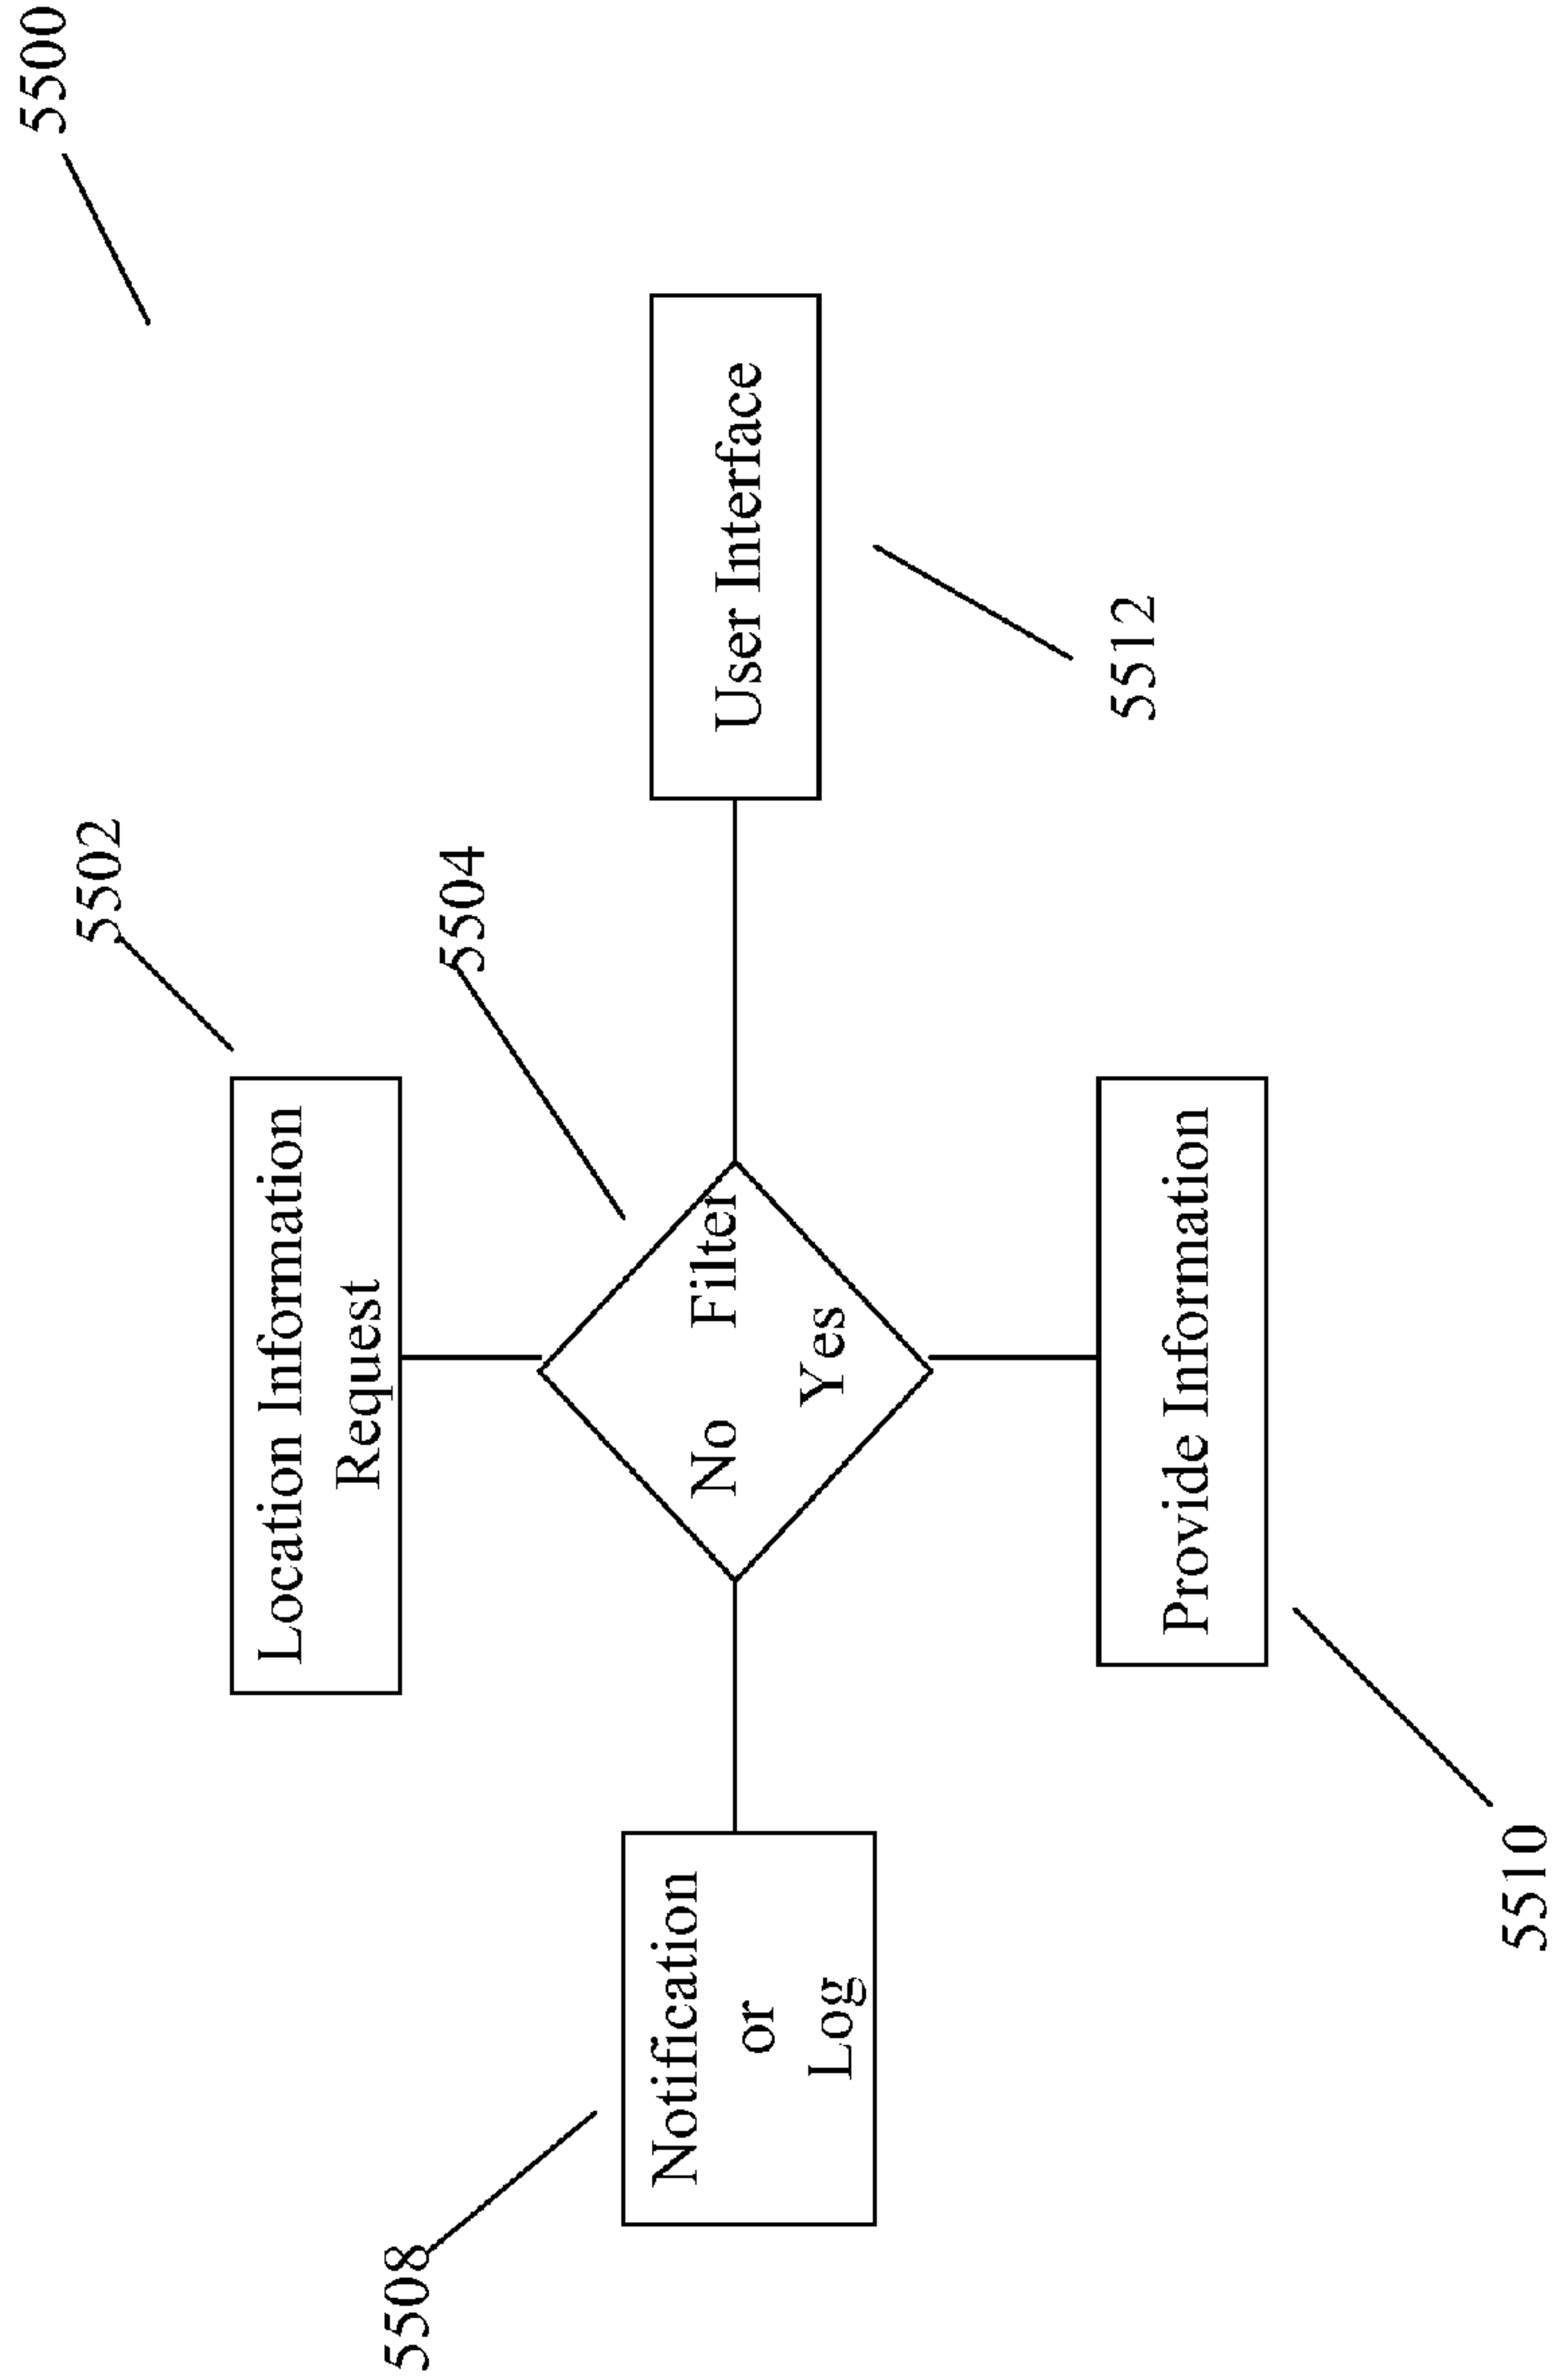 5500
5502
Location Information
Request
5504
No Filter
Yes
User Interface
5512
5508
Notification
or
Log
Provide Information
5510